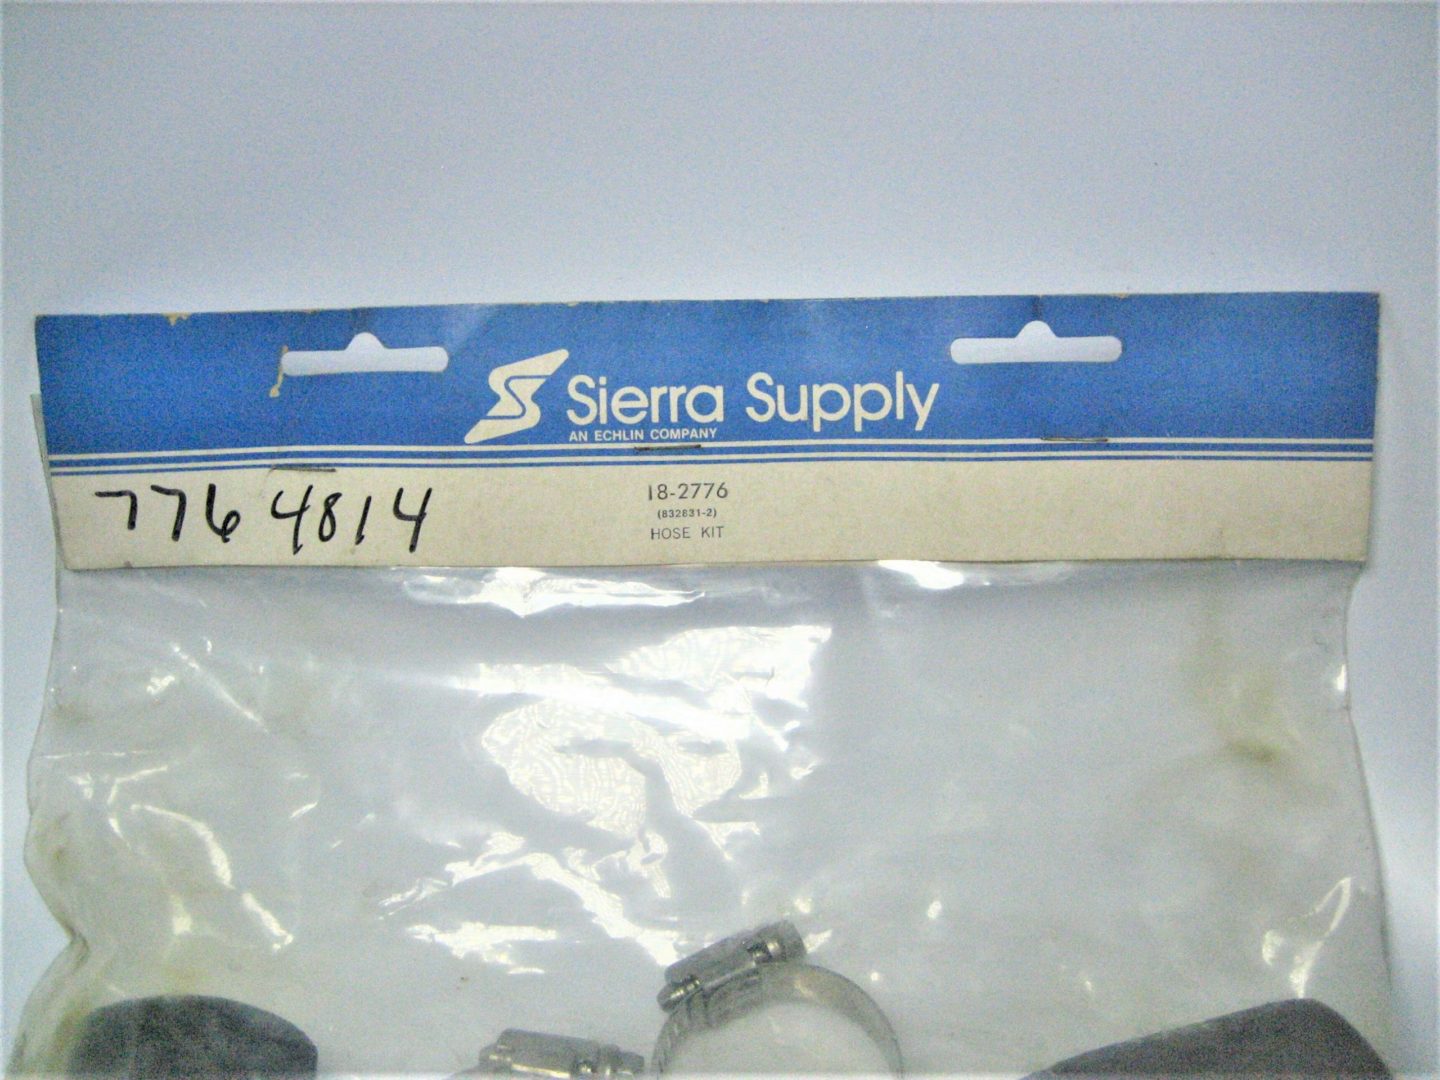 Sierra Supply
AN ECHLIN COMPANY
776 4814
18-2776
(832831-2)
HOSE KIT